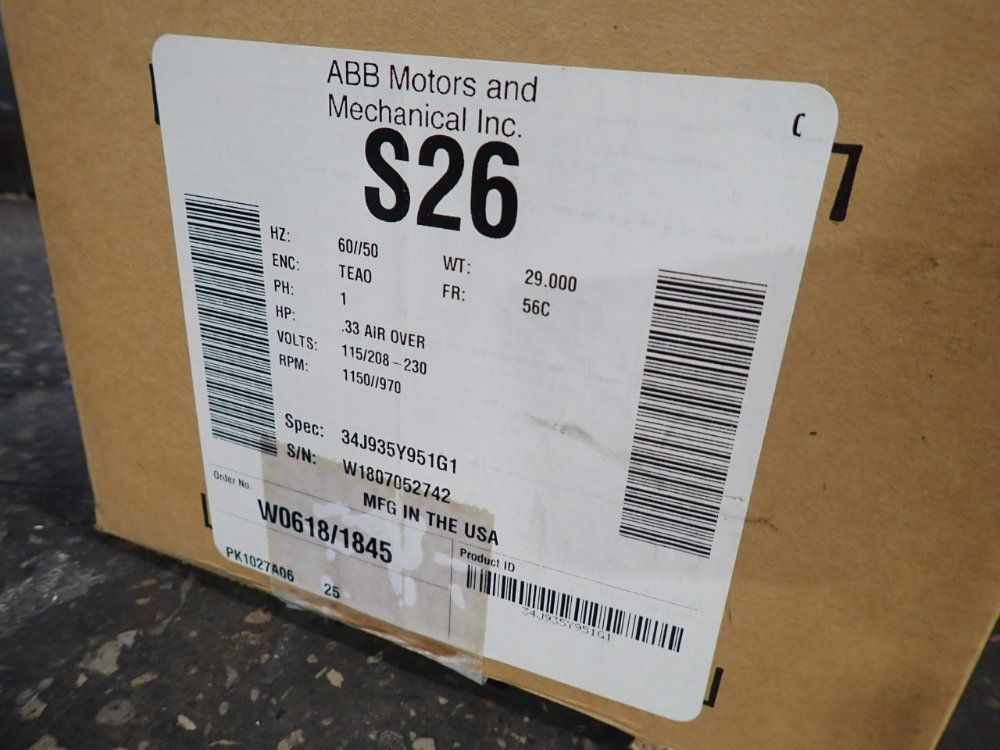 ABB Motors and
Mechanical Inc.
C
S26
HZ: 60//50
ENC: TEAO WT: 29.000
PH: 1 FR: 56C
HP: .33 AIR OVER
VOLTS: 115/208-230
RPM: 1150//970
Spec: 34J935Y951G1
S/N: W1807052742
MFG IN THE USA
Order No.
W0618/1845
Product ID
34J935Y951G1
PK1027A06 25